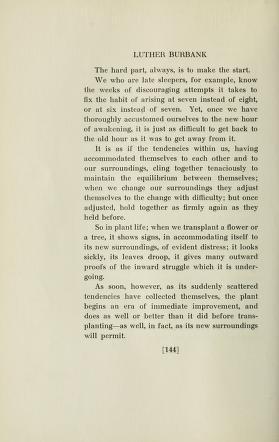 LUTHER BURBANK
The hard part, always, is to make the start.
We who are late sleepers, for example, know
the weeks of discouraging attempts it takes to
fix the habit of arising at seven instead of eight,
or at six instead of seven. Yet, once we have
thoroughly accustomed ourselves to the new hour
of awakening, it is just as difficult to get back to
the old hour as it was to get away from it.
It is as if the tendencies within us, having
accommodated themselves to each other and to
our surroundings, cling together tenaciously to
maintain the equilibrium between themselves;
when we change our surroundings they adjust
themselves to the change with difficulty; but once
adjusted, hold together as firmly again as they
held before.
So in plant life; when we transplant a flower or
a tree, it shows signs, in accommodating itself to
its new surroundings, of evident distress; it looks
sickly, its leaves droop, it gives many outward
proofs of the inward struggle which it is under-
going.
As soon, however, as its suddenly scattered
tendencies have collected themselves, the plant
begins an era of immediate improvement, and
does as well or better than it did before trans-
planting—as well, in fact, as its new surroundings
will permit.
[144]